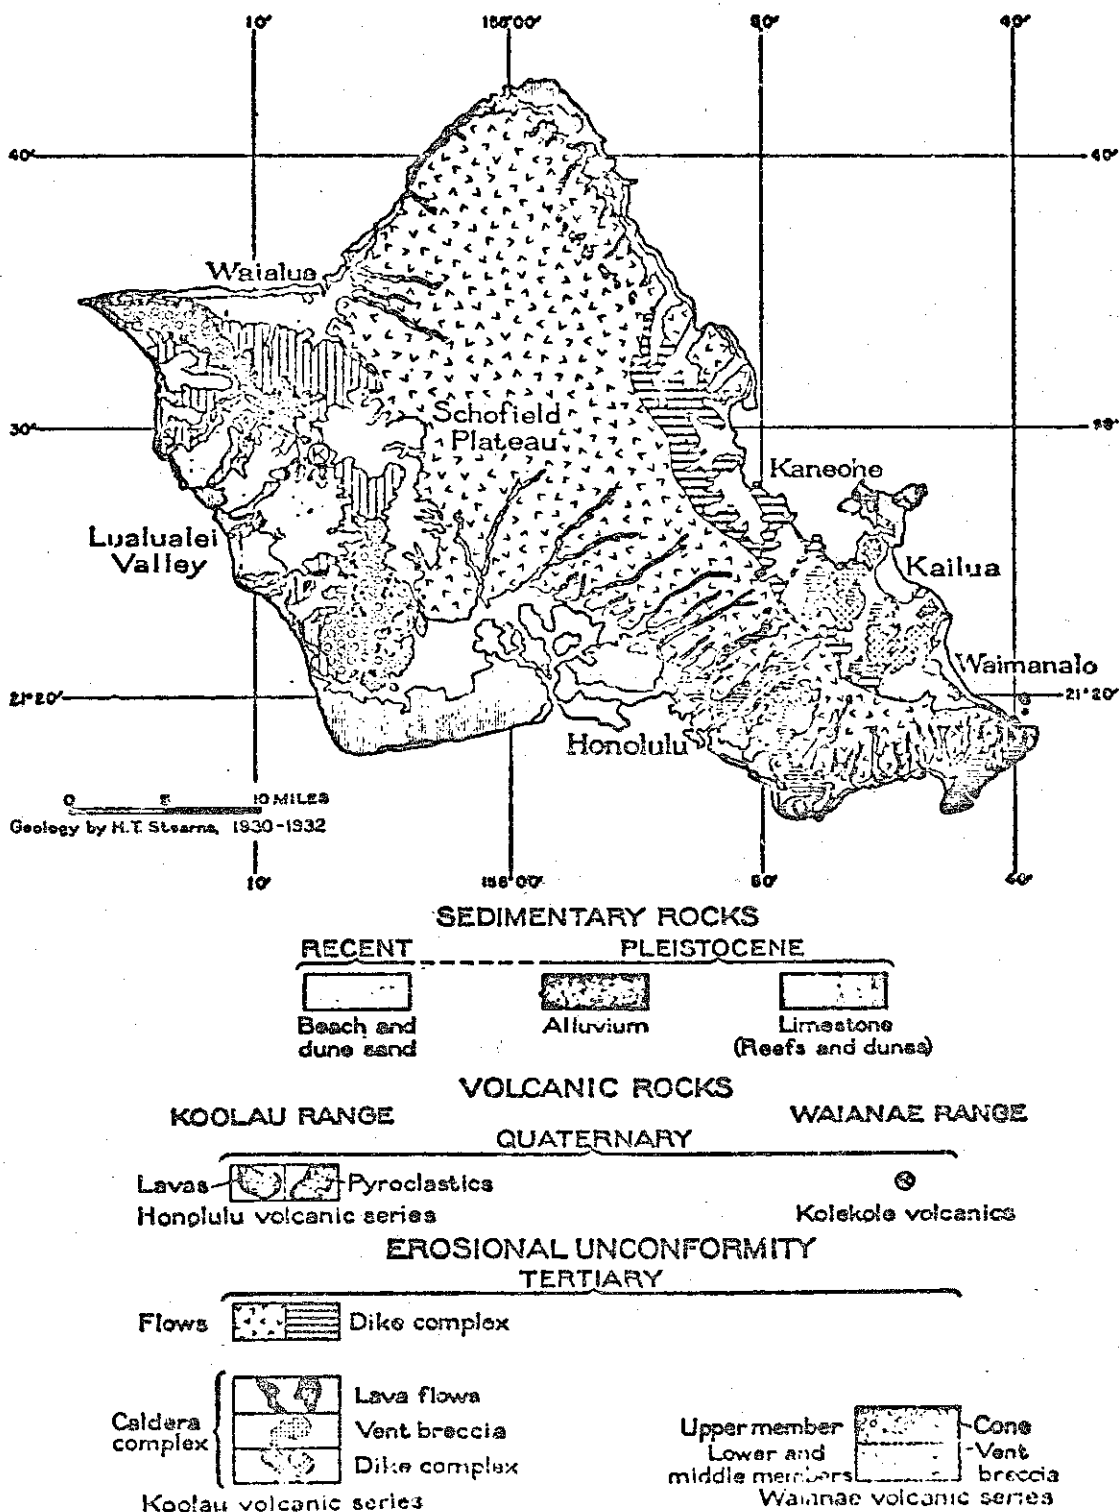 10' 158°00' 50' 40'
40' 40'
Waialua
Schofield
Plateau
30' 30'
Kaneohe
Lualualei
Valley
Kailua
Waimanalo
21°20' 21°20'
Honolulu
0 5 10 MILES
Geology by H.T. Stearns, 1930-1932
10' 158°00' 50' 40'
SEDIMENTARY ROCKS
RECENT PLEISTOCENE
Beach and dune sand Alluvium Limestone (Reefs and dunes)
VOLCANIC ROCKS
KOOLAU RANGE WAIANAE RANGE
QUATERNARY
Lavas Pyroclastics
Honolulu volcanic series Kolekole volcanics
EROSIONAL UNCONFORMITY
TERTIARY
Flows Dike complex
Caldera complex
Lava flows
Vent breccia
Dike complex
Koolau volcanic series
Upper member Cone
Lower and middle members Vent breccia
Waianae volcanic series